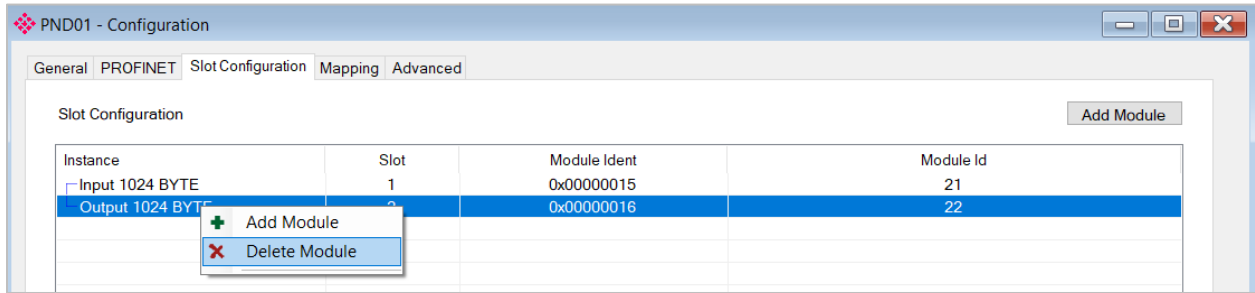 PND01 - Configuration
General PROFINET Slot Configuration Mapping Advanced
Slot Configuration
Add Module
Instance Slot Module Ident Module Id
Input 1024 BYTE 1 0x00000015 21
Output 1024 BYTE 0x00000016 22
Add Module
Delete Module